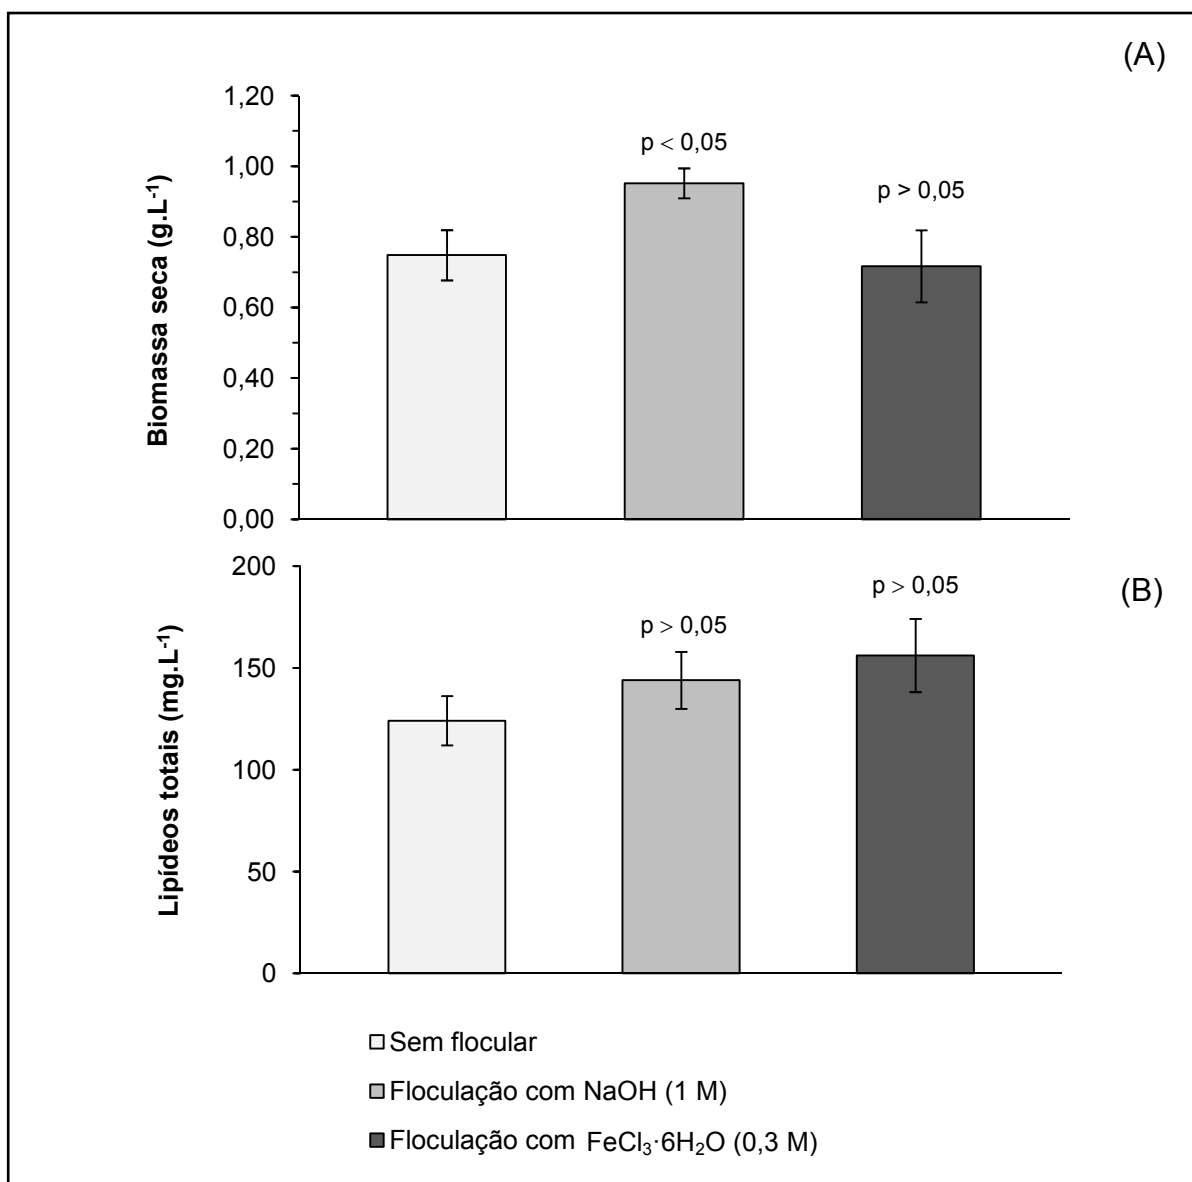 (A)
Biomassa seca (g.L⁻¹)
1,20
1,00
0,80
0,60
0,40
0,20
0,00
p < 0,05
p > 0,05
(B)
Lipídeos totais (mg.L⁻¹)
200
150
100
50
0
p > 0,05
p > 0,05
Sem flocular
Floculação com NaOH (1 M)
Floculação com FeCl₃·6H₂O (0,3 M)